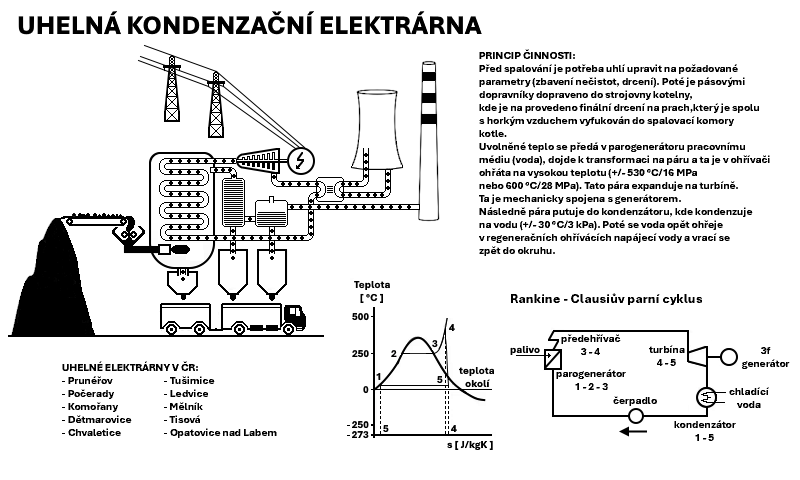 UHELNÁ KONDENZAČNÍ ELEKTRÁRNA
PRINCIP ČINNOSTI:
Před spalování je potřeba uhlí upravit na požadované
parametry (zbavení nečistot, drcení). Poté je pásovými
dopravníky dopraveno do strojovny kotelny,
kde je na provedeno finální drcení na prach,který je spolu
s horkým vzduchem vyfukován do spalovací komory
kotle.
Uvolněné teplo se předá v parogenerátoru pracovnímu
médiu (voda), dojde k transformaci na páru a ta je v ohřívači
ohřáta na vysokou teplotu (+/- 530 °C/16 MPa
nebo 600 °C/28 MPa). Tato pára expanduje na turbíně.
Ta je mechanicky spojena s generátorem.
Následně pára putuje do kondenzátoru, kde kondenzuje
na vodu (+/- 30 °C/3 kPa). Poté se voda opět ohřeje
v regeneračních ohřívácích napájecí vody a vrací se
zpět do okruhu.
UHELNÉ ELEKTRÁRNY V ČR:
- Prunéřov
- Počerady
- Komořany
- Dětmarovice
- Chvaletice
- Tušimice
- Ledvice
- Mělník
- Tisová
- Opatovice nad Labem
Teplota
[ °C]
500
250
0
-250
-273
1
2
3
4
5
teplota
okolí
5
4
s [ J/kgK ]
Rankine - Clausiův parní cyklus
palivo
předehřívač
3 - 4
parogenerátor
1 - 2 - 3
turbína
4 - 5
3f
generátor
chladící
voda
čerpadlo
kondenzátor
1 - 5